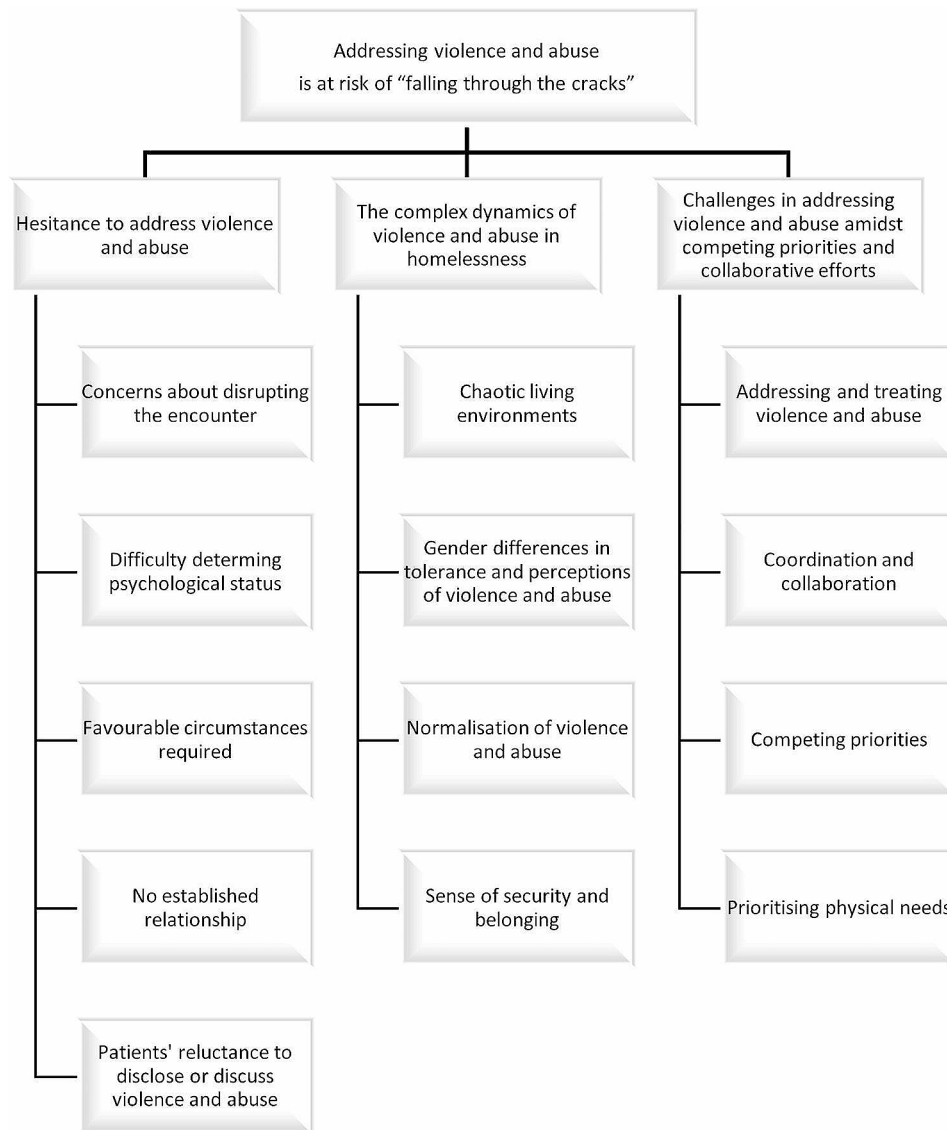 Addressing violence and abuse
is at risk of “falling through the cracks”
Hesitance to address violence
and abuse
Concerns about disrupting
the encounter
Difficulty determing
psychological status
Favourable circumstances
required
No established
relationship
Patients' reluctance to
disclose or discuss
violence and abuse
The complex dynamics of
violence and abuse in
homelessness
Chaotic living
environments
Gender differences in
tolerance and perceptions
of violence and abuse
Normalisation of violence
and abuse
Sense of security and
belonging
Challenges in addressing
violence and abuse amidst
competing priorities and
collaborative efforts
Addressing and treating
violence and abuse
Coordination and
collaboration
Competing priorities
Prioritising physical needs